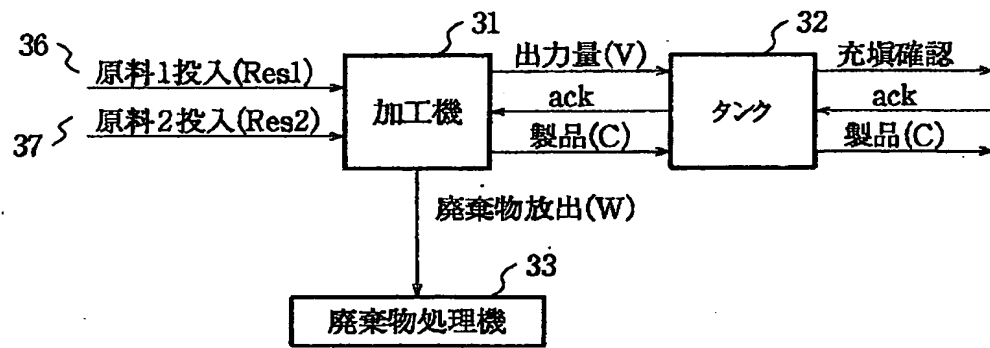 31
32
36
原料1投入(Res1)
出力量(V)
充填確認
加工機
ack
タンク
ack
原料2投入(Res2)
37
製品(C)
製品(C)
廃棄物放出(W)
33
廃棄物処理機